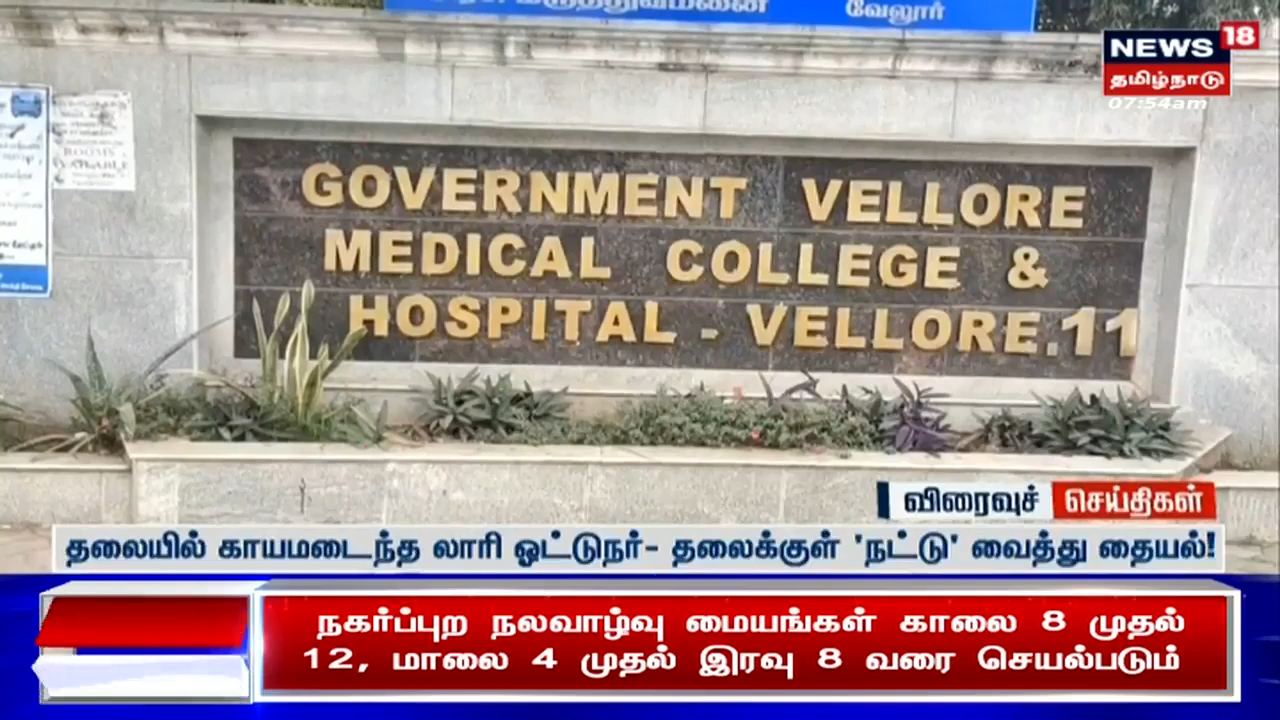 வேலூர்
NEWS 18
தமிழ்நாடு
07:54am
ROOMS
GOVERNMENT VELLORE
MEDICAL COLLEGE &
HOSPITAL - VELLORE.11
விரைவுச் செய்திகள்
தலையில் காயமடைந்த லாரி ஓட்டுநர்- தலைக்குள் 'நட்டு' வைத்து தையல்!
நகர்ப்புற நலவாழ்வு மையங்கள் காலை 8 முதல்
12, மாலை 4 முதல் இரவு 8 வரை செயல்படும்